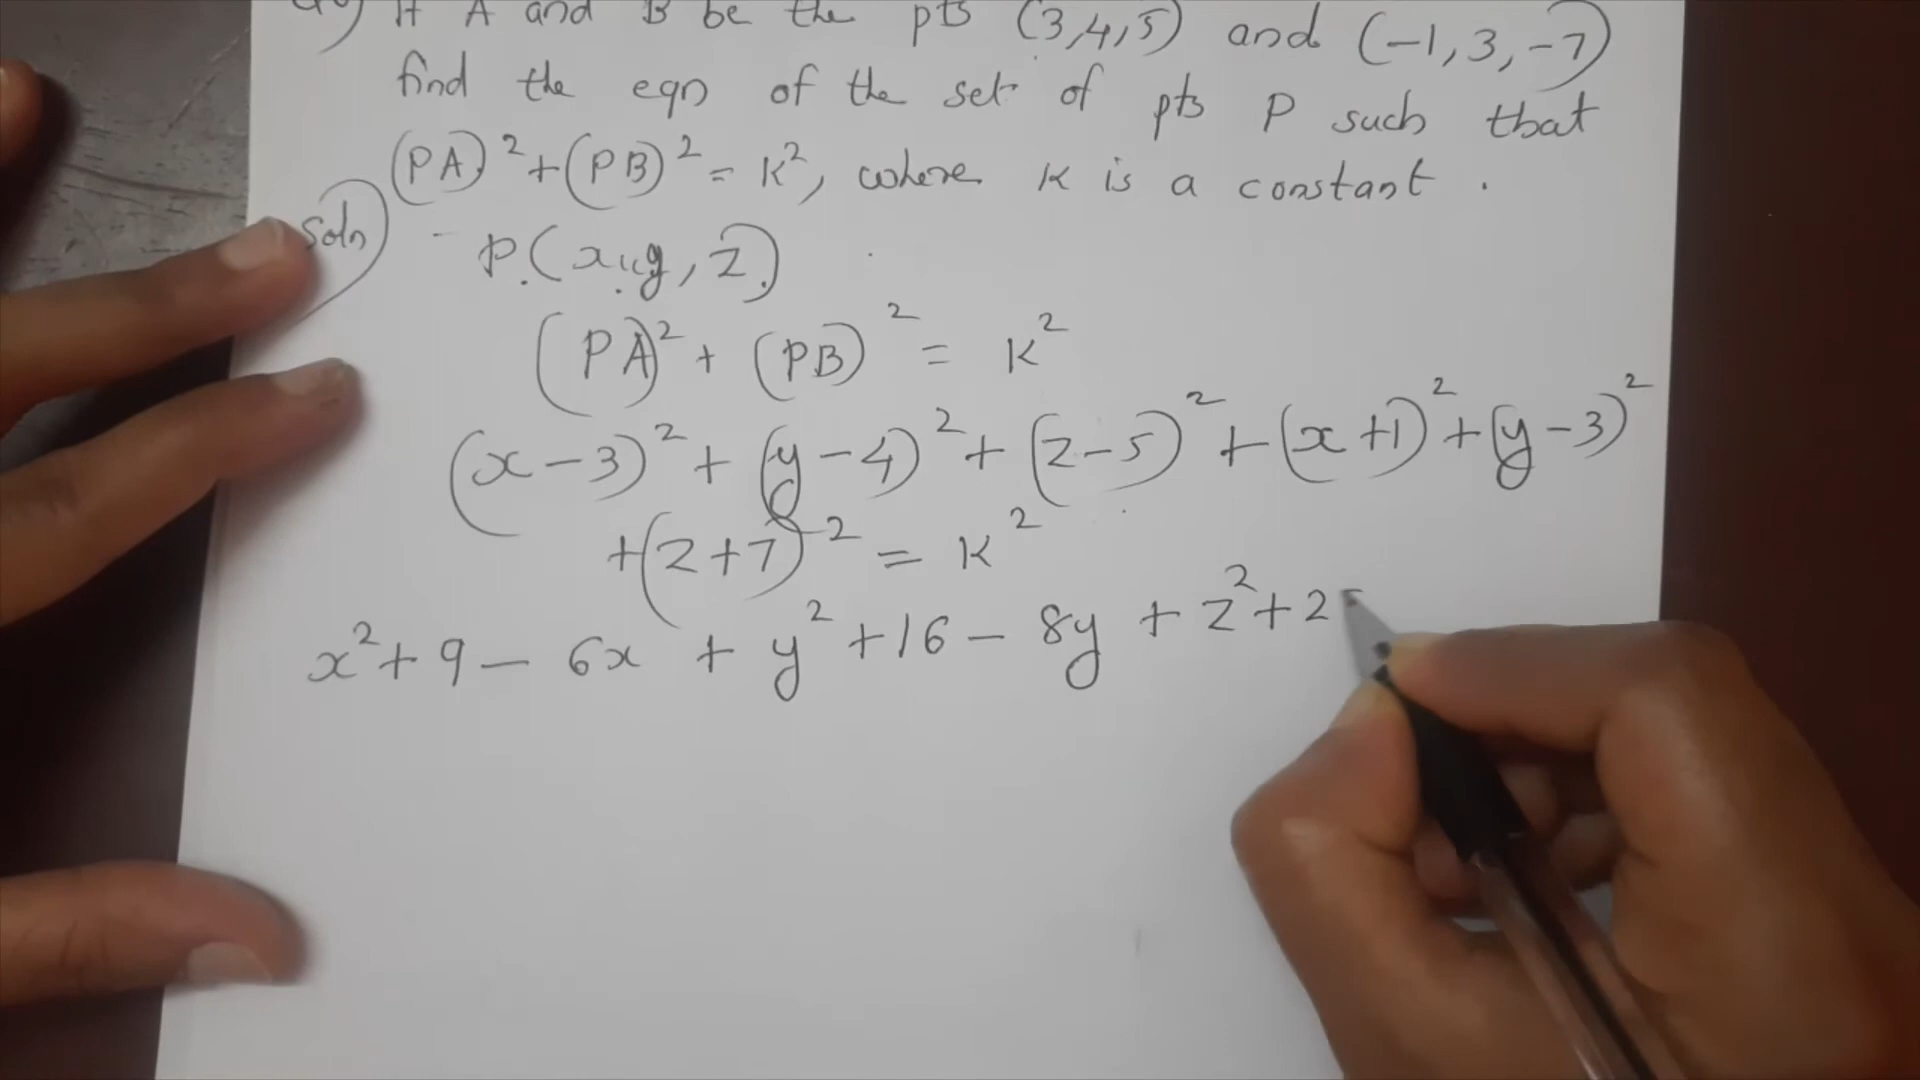 If A and B be the pts (3,4,5) and (-1,3,-7)
find the eqn of the set of pts P such that
(PA)² + (PB)² = K², where K is a constant.
Soln - P(x,y,z)
(PA)² + (PB)² = K²
(x-3)² + (y-4)² + (z-5)² + (x+1)² + (y-3)²
+(z+7)² = K²
x² + 9 - 6x + y² + 16 - 8y + z² + 25